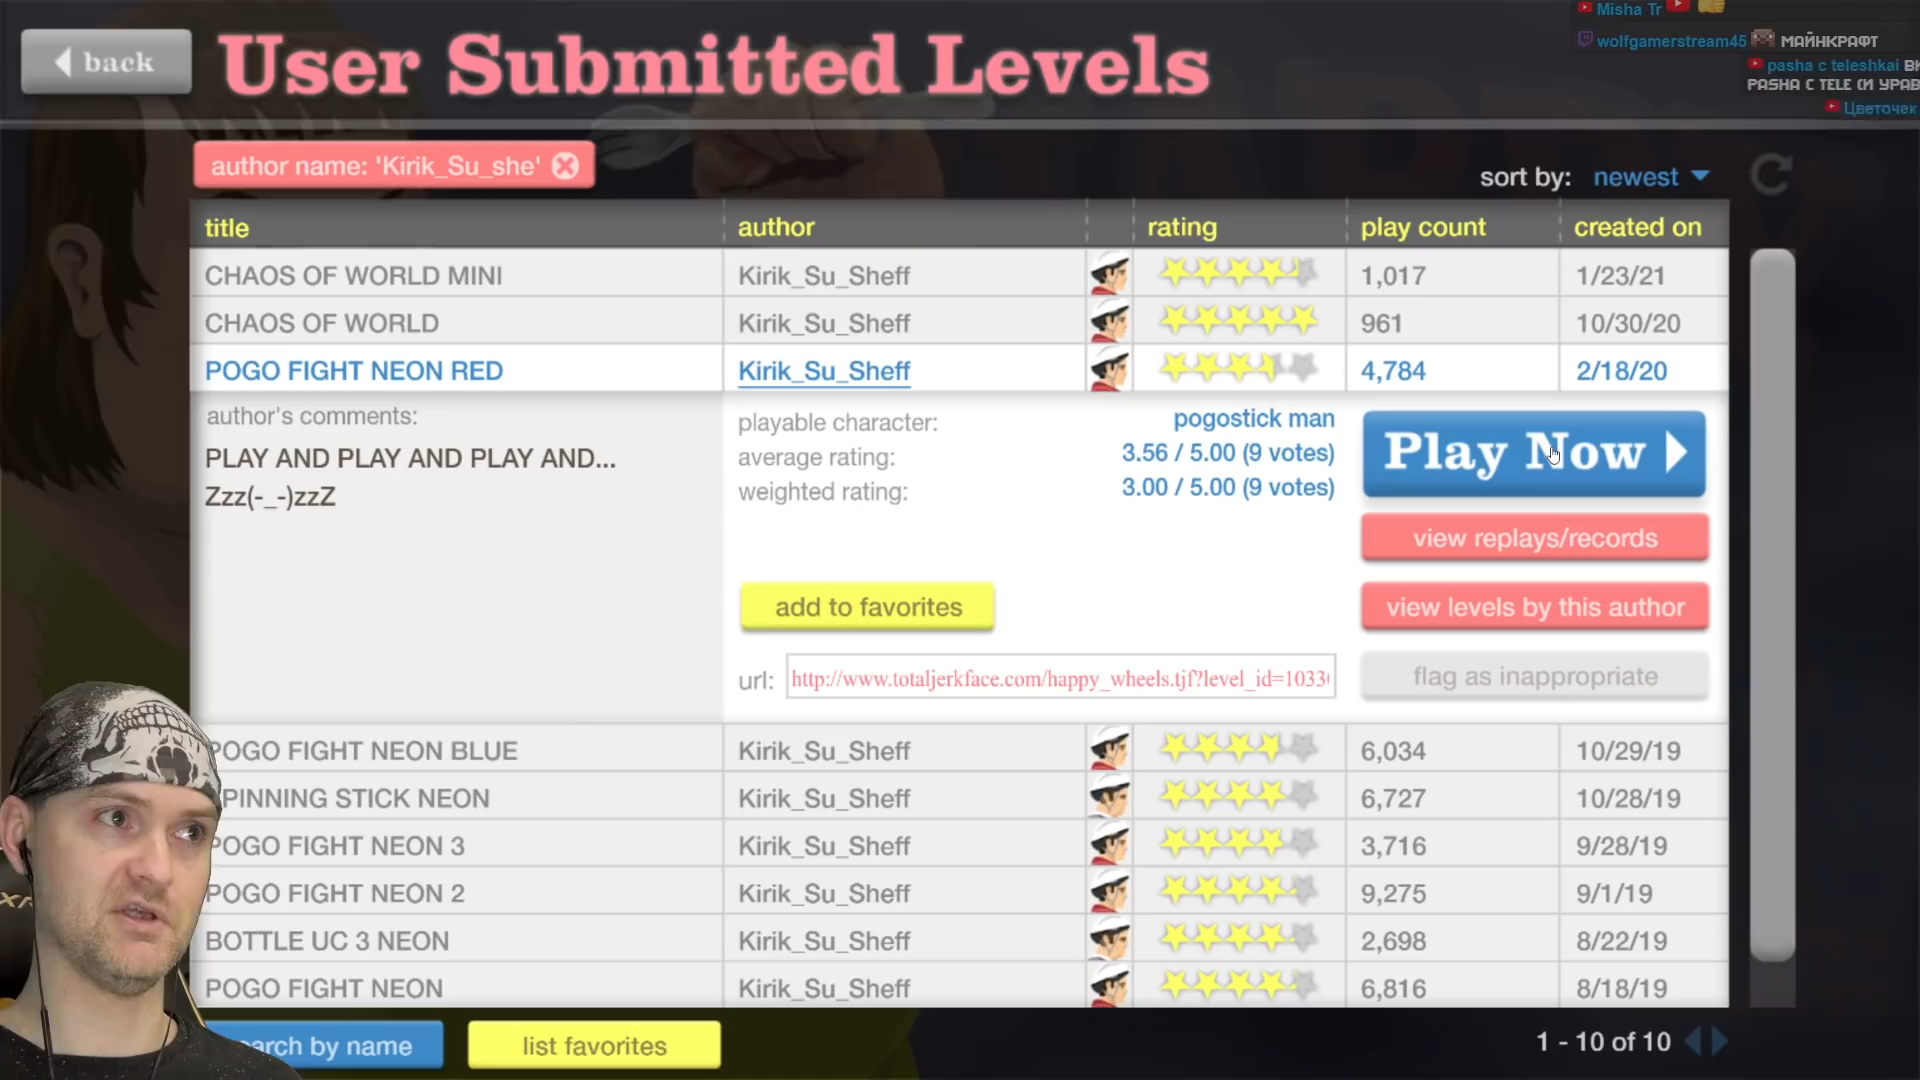 back
User Submitted Levels
Misha Tr
wolfgamerstream45 МАЙНКРАФТ
pasha c teleshkai
PASHA C TELE
Цветочек
author name: 'Kirik_Su_she'
sort by: newest
title author rating play count created on
CHAOS OF WORLD MINI Kirik_Su_Sheff 1,017 1/23/21
CHAOS OF WORLD Kirik_Su_Sheff 961 10/30/20
POGO FIGHT NEON RED Kirik_Su_Sheff 4,784 2/18/20
author's comments:
PLAY AND PLAY AND PLAY AND...
Zzz(-_-)zzZ
playable character: pogostick man
average rating: 3.56 / 5.00 (9 votes)
weighted rating: 3.00 / 5.00 (9 votes)
Play Now
view replays/records
add to favorites
view levels by this author
url: http://www.totaljerkface.com/happy_wheels.tjf?level_id=1033
flag as inappropriate
POGO FIGHT NEON BLUE Kirik_Su_Sheff 6,034 10/29/19
PINNING STICK NEON Kirik_Su_Sheff 6,727 10/28/19
POGO FIGHT NEON 3 Kirik_Su_Sheff 3,716 9/28/19
POGO FIGHT NEON 2 Kirik_Su_Sheff 9,275 9/1/19
BOTTLE UC 3 NEON Kirik_Su_Sheff 2,698 8/22/19
POGO FIGHT NEON Kirik_Su_Sheff 6,816 8/18/19
arch by name
list favorites
1 - 10 of 10